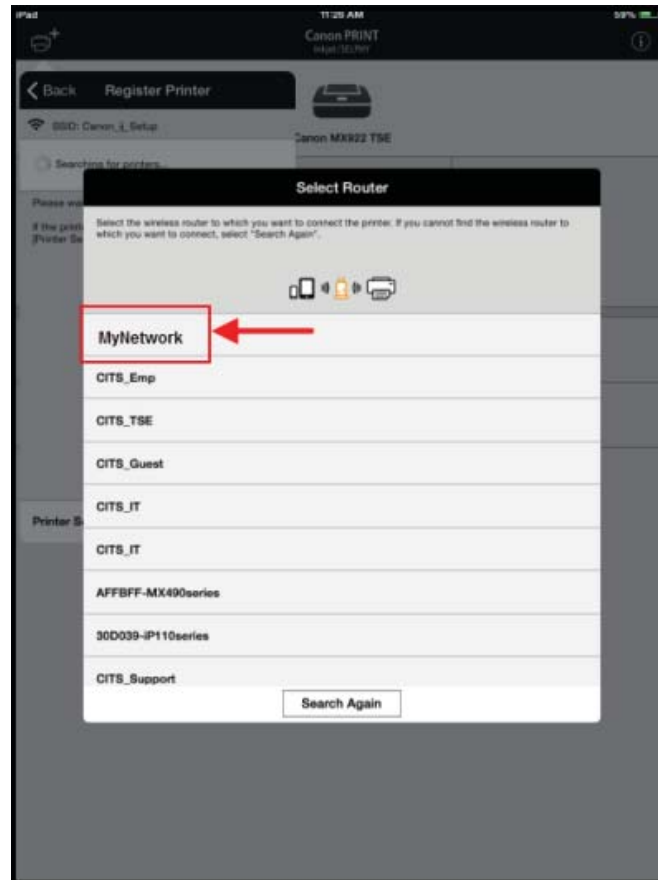 iPad
11:28 AM
59%
Canon PRINT
Inkjet/SELPHY
Back
Register Printer
SSID: Canon_ij_Setup
Canon MX922 TSE
Searching for printers...
Select Router
Please wa
Select the wireless router to which you want to connect the printer. If you cannot find the wireless router to
which you want to connect, select "Search Again".
If the print
[Printer Se
MyNetwork
CITS_Emp
CITS_TSE
CITS_Guest
CITS_IT
Printer S
CITS_IT
AFFBFF-MX490series
30D039-iP110series
CITS_Support
Search Again